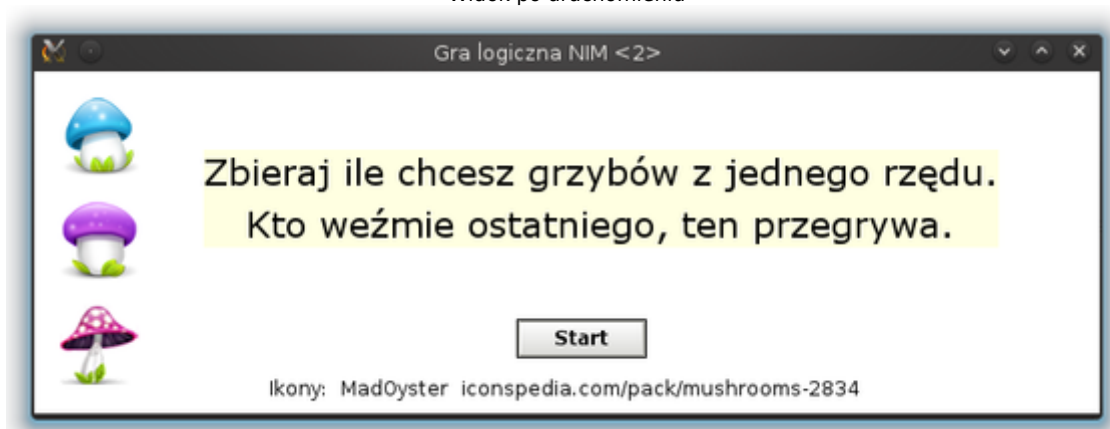 Widok po uruchomieniu
Gra logiczna NIM <2>
Zbieraj ile chcesz grzybów z jednego rzędu.
Kto weźmie ostatniego, ten przegrywa.
Start
Ikony: MadOyster iconspedia.com/pack/mushrooms-2834